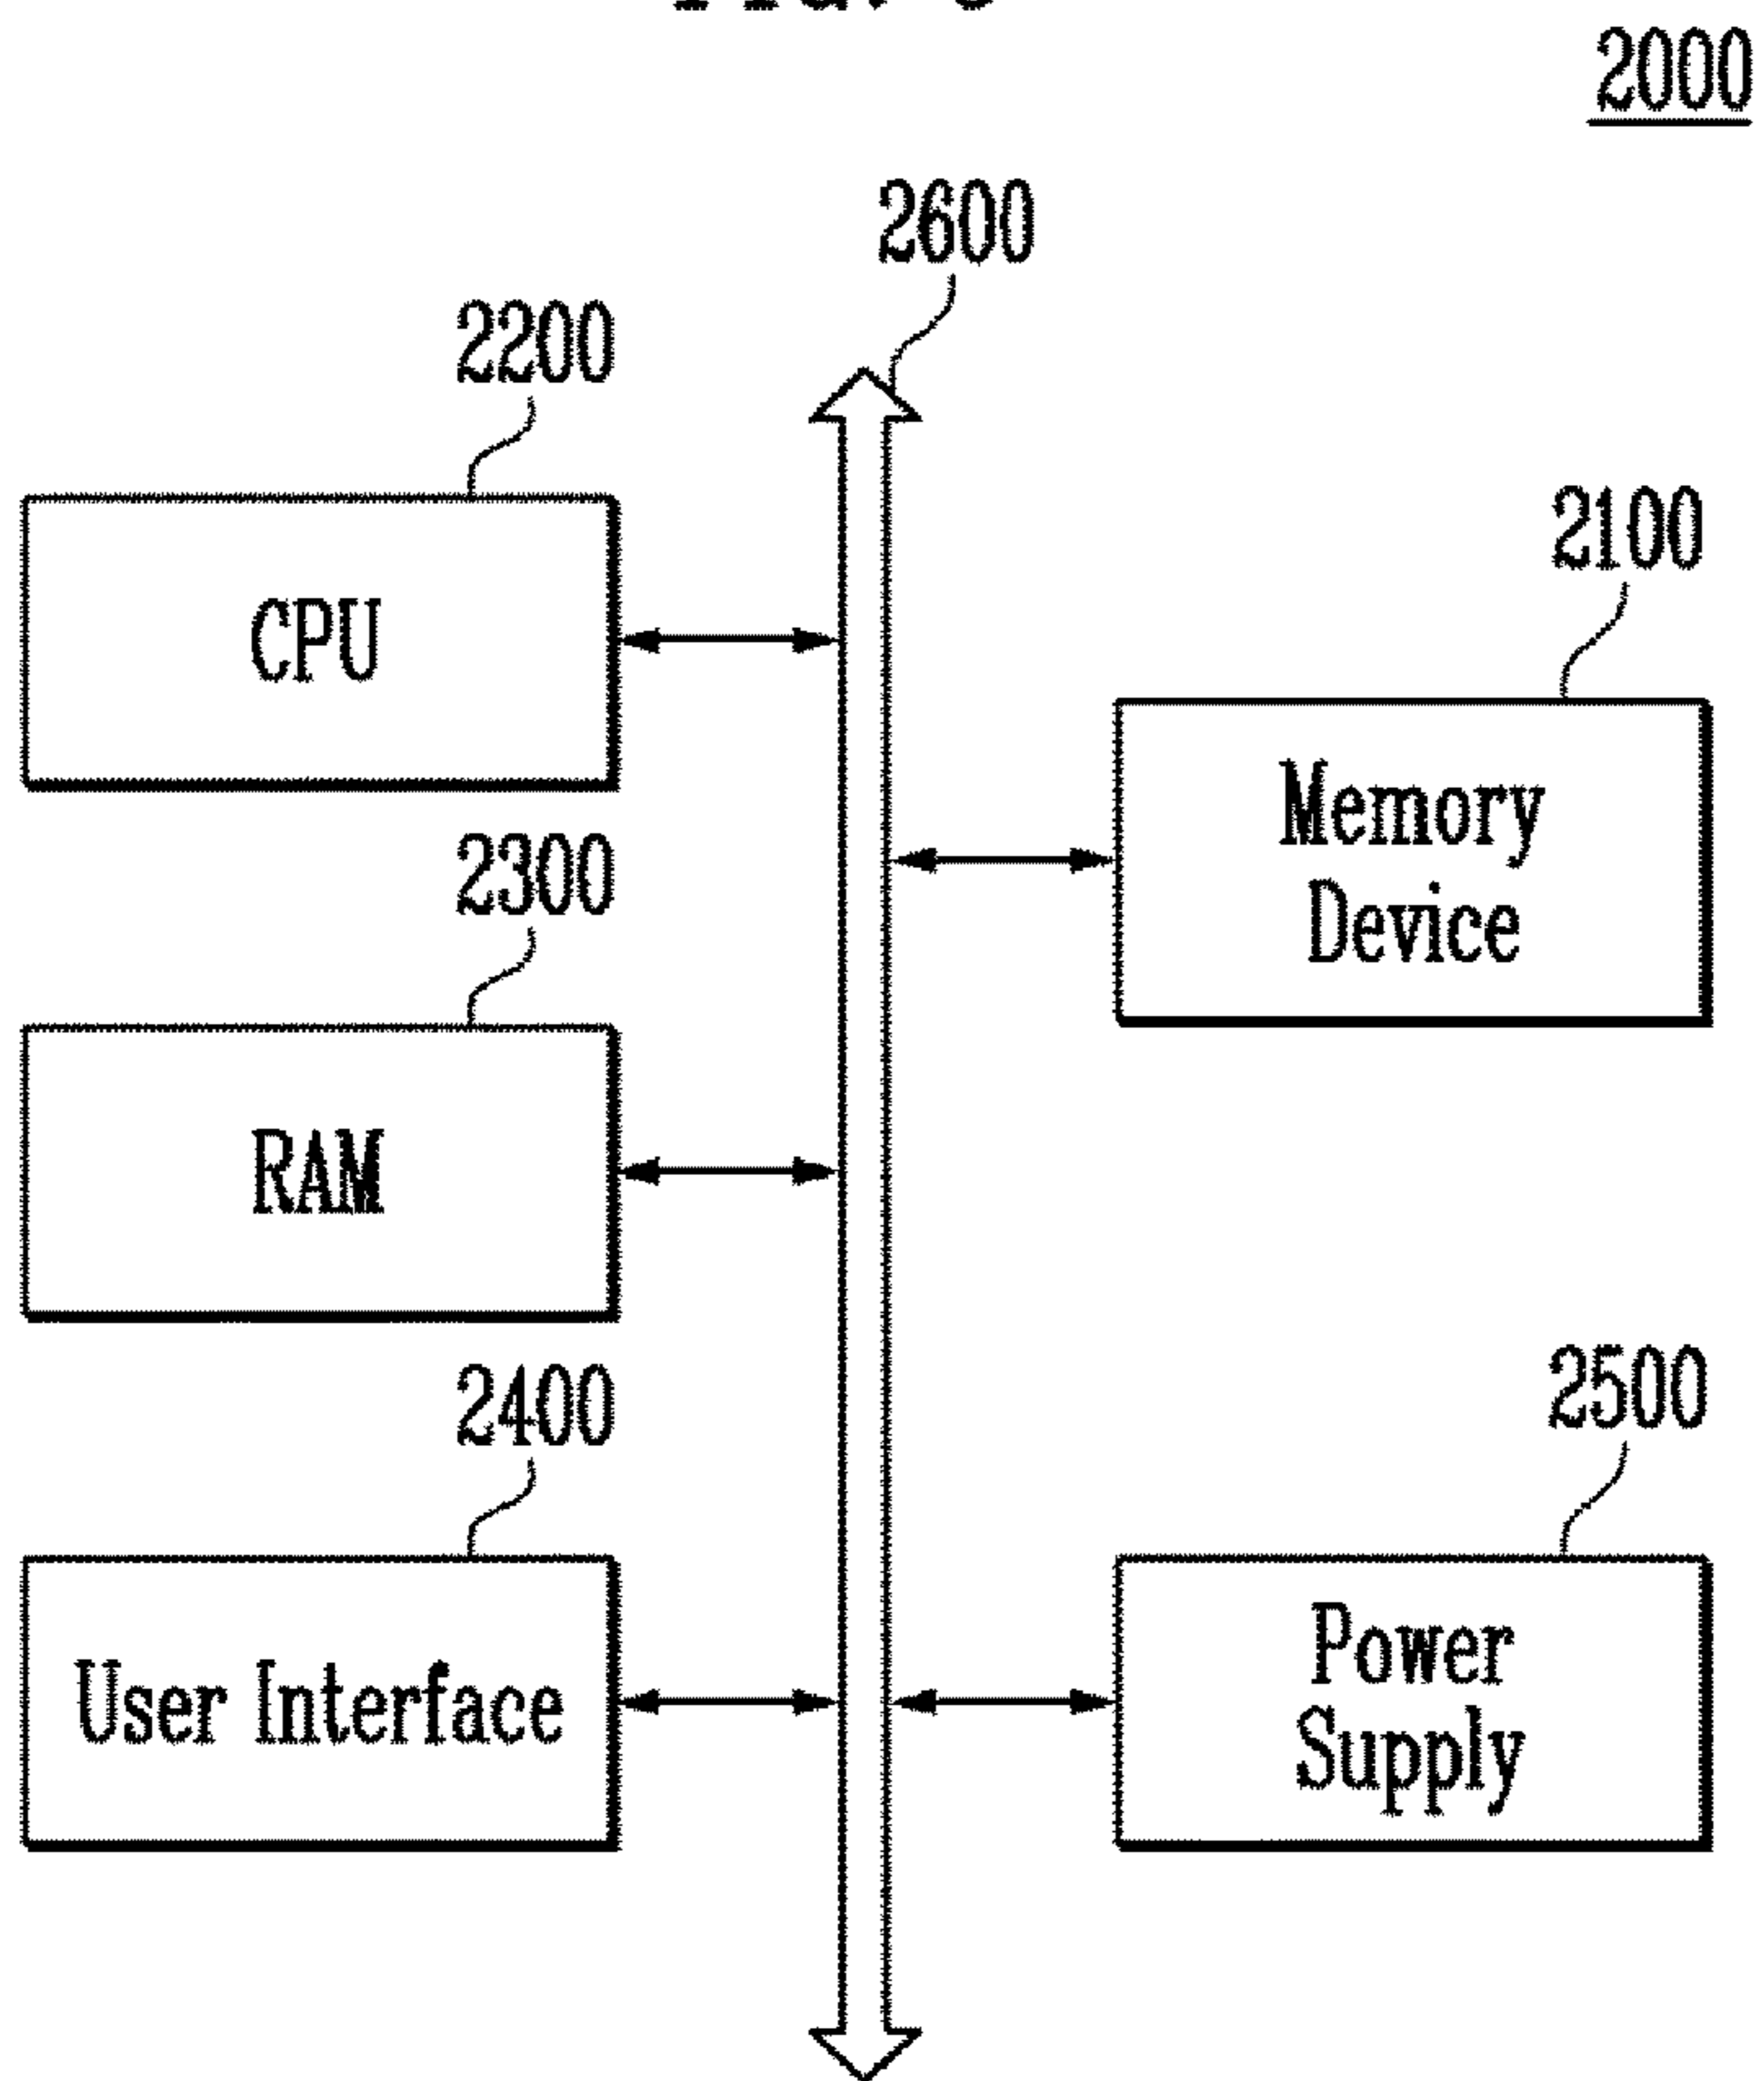 2000
2600
2200
CPU
2100
Memory
Device
2300
RAM
2400
User Interface
2500
Power
Supply